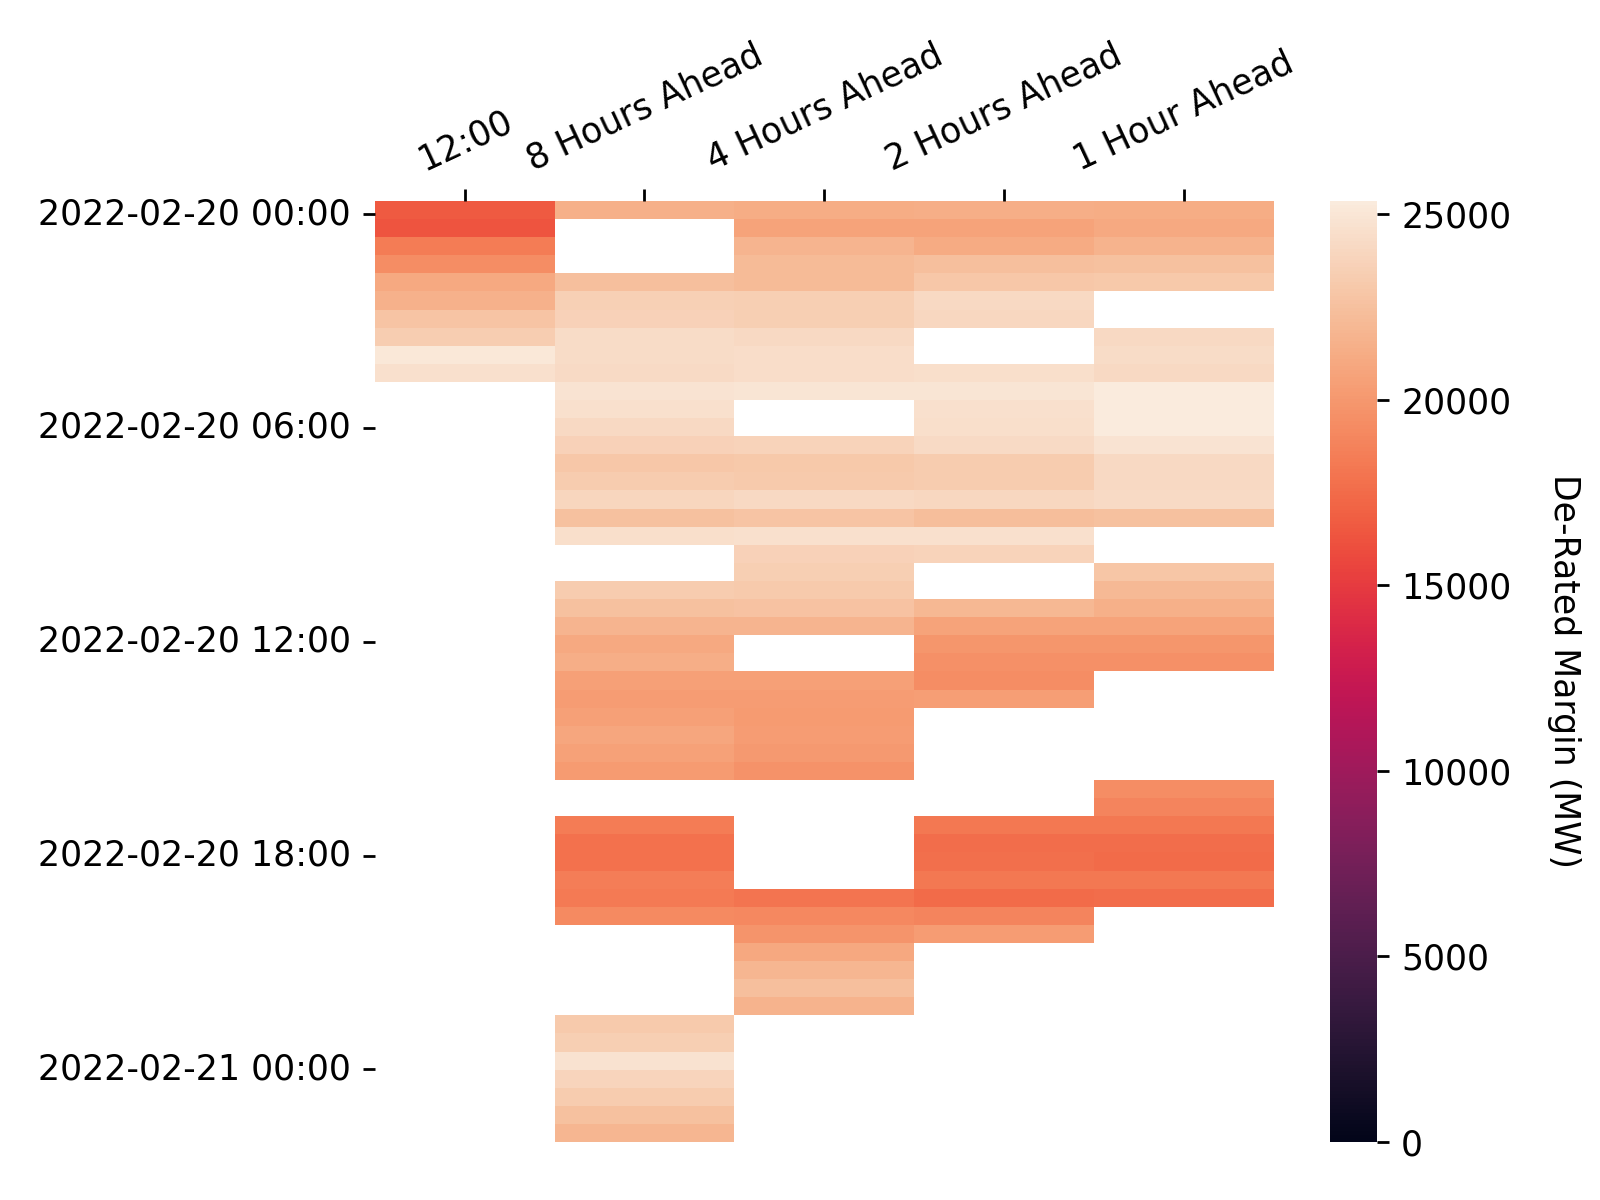 12:00
8 Hours Ahead
4 Hours Ahead
2 Hours Ahead
1 Hour Ahead
2022-02-20 00:00
2022-02-20 06:00
2022-02-20 12:00
2022-02-20 18:00
2022-02-21 00:00
25000
20000
15000
10000
5000
0
De-Rated Margin (MW)